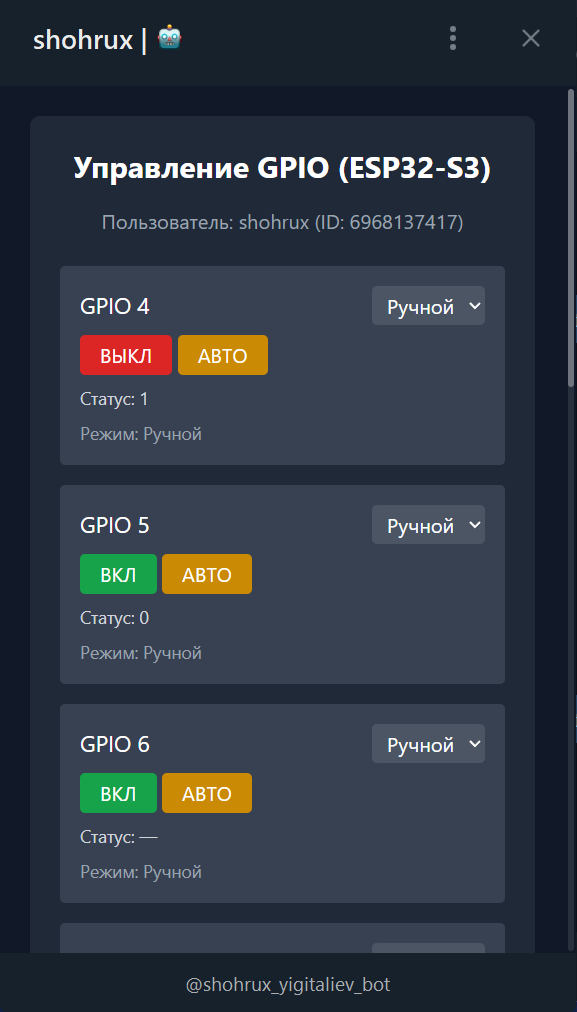 shohrux | 🤖
Управление GPIO (ESP32-S3)
Пользователь: shohrux (ID: 6968137417)
GPIO 4
Ручной
ВЫКЛ АВТО
Статус: 1
Режим: Ручной
GPIO 5
Ручной
ВКЛ АВТО
Статус: 0
Режим: Ручной
GPIO 6
Ручной
ВКЛ АВТО
Статус: —
Режим: Ручной
@shohrux_yigitaliev_bot